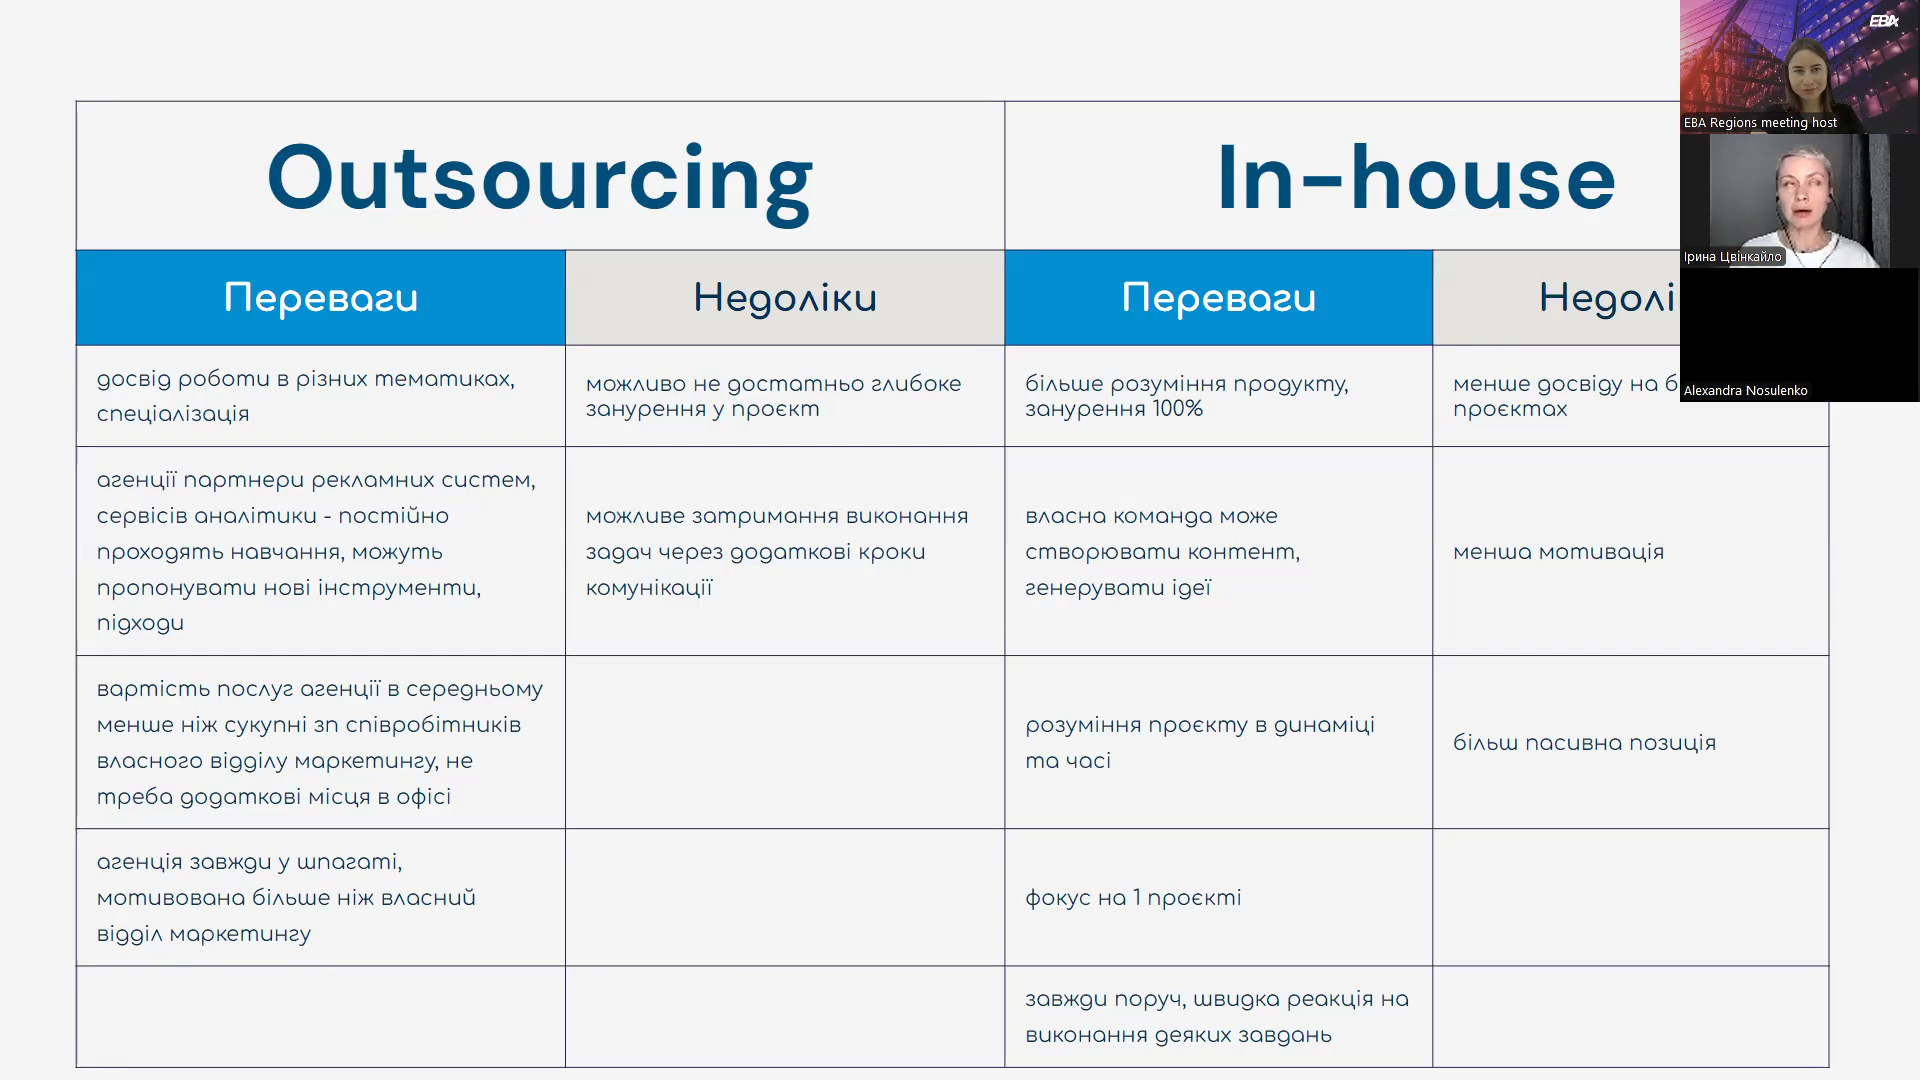 EBA
EBA Regions meeting host
Ірина Цвінкайло
Alexandra Nosulenko
Outsourcing
In-house
Переваги
Недоліки
Переваги
досвід роботи в різних тематиках,
спеціалізація
можливо не достатньо глибоке
занурення у проєкт
більше розуміння продукту,
занурення 100%
менше досвіду на
проєктах
агенції партнери рекламних систем,
сервісів аналітики - постійно
проходять навчання, можуть
пропонувати нові інструменти,
підходи
можливе затримання виконання
задач через додаткові кроки
комунікації
власна команда може
створювати контент,
генерувати ідеї
менша мотивація
вартість послуг агенції в середньому
менше ніж сукупні зп співробітників
власного відділу маркетингу, не
треба додаткові місця в офісі
розуміння проєкту в динаміці
та часі
більш пасивна позиція
агенція завжди у шпагаті,
мотивована більше ніж власний
відділ маркетингу
фокус на 1 проєкті
завжди поруч, швидка реакція на
виконання деяких завдань